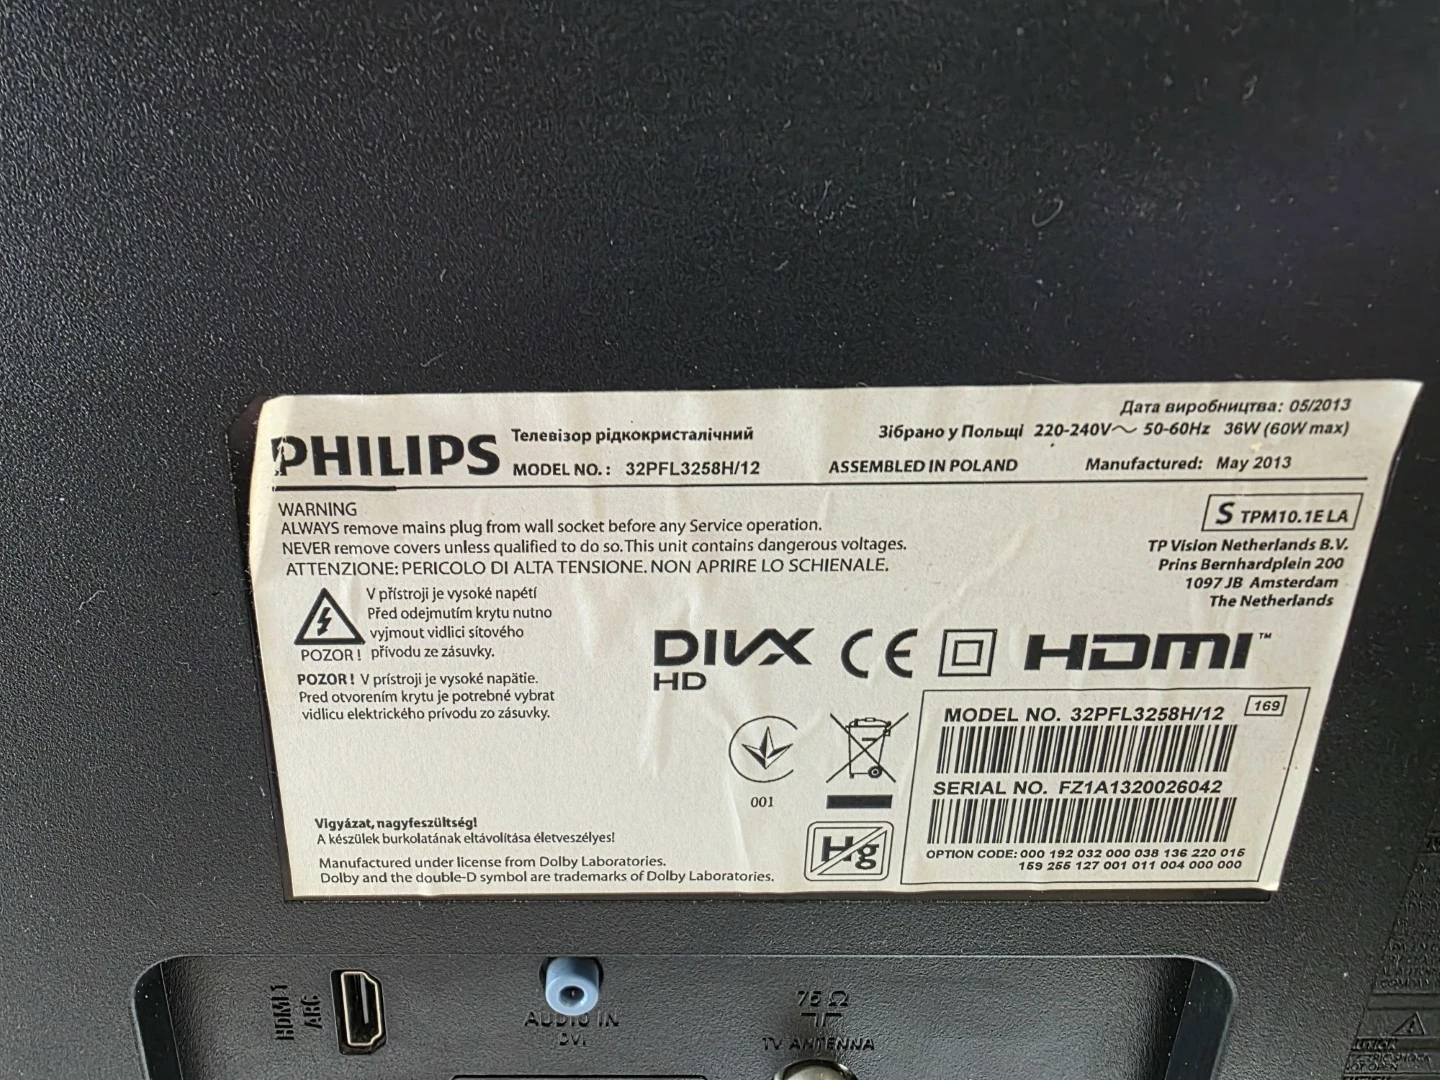 Дата виробництва: 05/2013
PHILIPS Телевізор рідкокристалічний Зібрано у Польщі 220-240V~ 50-60Hz 36W (60W max)
MODEL NO.: 32PFL3258H/12 ASSEMBLED IN POLAND Manufactured: May 2013
WARNING
ALWAYS remove mains plug from wall socket before any Service operation.
NEVER remove covers unless qualified to do so. This unit contains dangerous voltages.
ATTENZIONE: PERICOLO DI ALTA TENSIONE. NON APRIRE LO SCHIENALE.
S TPM10.1E LA
TP Vision Netherlands B.V.
Prins Bernhardplein 200
1097 JB Amsterdam
The Netherlands
V přístroji je vysoké napětí
Před odejmutím krytu nutno
vyjmout vidlici síťového
POZOR! přívodu ze zásuvky.
POZOR! V prístroji je vysoké napätie.
Pred otvorením krytu je potrebné vybrat
vidlicu elektrického prívodu zo zásuvky.
DIVX
HD
CE
HDMI™
001
Hg
MODEL NO. 32PFL3258H/12 169
SERIAL NO. FZ1A1320026042
OPTION CODE: 000 192 032 000 038 136 220 015
159 255 127 001 011 004 000 000
Vigyázat, nagyfeszültség!
A készülek burkolatának eltávolítása életveszélyes!
Manufactured under license from Dolby Laboratories.
Dolby and the double-D symbol are trademarks of Dolby Laboratories.
HDMI 1
ARC
AUDIO IN
DVI
75 Ω
TV ANTENNA